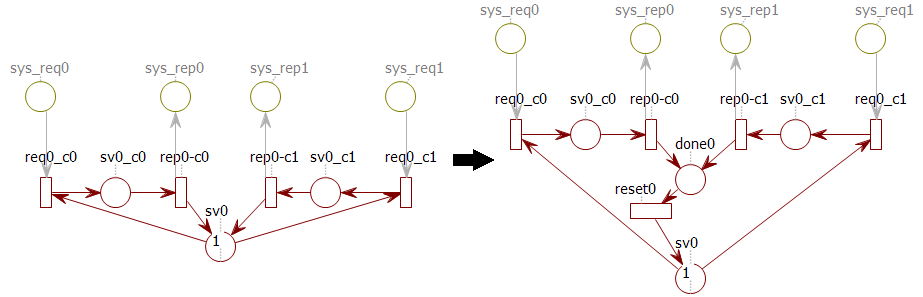 sys_req0 sys_rep0 sys_rep1 sys_req1
req0_c0 sv0_c0 rep0-c0 rep0-c1 sv0_c1 req0_c1
sv0
1
sys_req0 sys_rep0 sys_rep1 sys_req1
req0_c0 sv0_c0 rep0-c0 rep0-c1 sv0_c1 req0_c1
done0
reset0
sv0
1